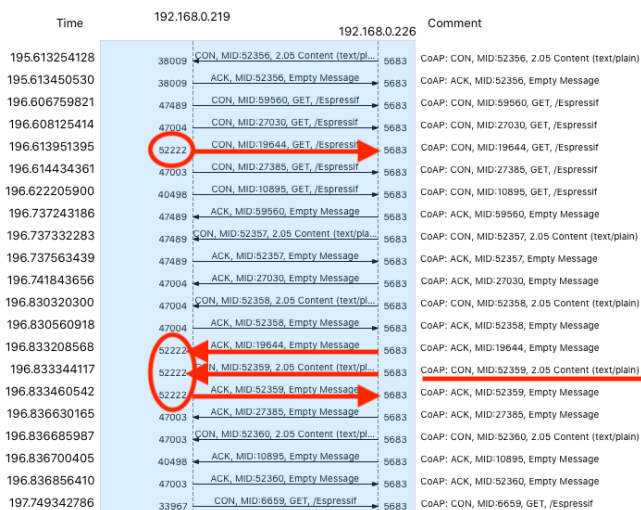 Time 192.168.0.219 192.168.0.226 Comment
195.613254128 38009 CON, MID:52356, 2.05 Content (text/pl... 5683 CoAP: CON, MID:52356, 2.05 Content (text/plain)
195.613450530 38009 ACK, MID:52356, Empty Message 5683 CoAP: ACK, MID:52356, Empty Message
196.606759821 47489 CON, MID:59560, GET, /Espressif 5683 CoAP: CON, MID:59560, GET, /Espressif
196.608125414 47004 CON, MID:27030, GET, /Espressif 5683 CoAP: CON, MID:27030, GET, /Espressif
196.613951395 52222 CON, MID:19644, GET, /Espressif 5683 CoAP: CON, MID:19644, GET, /Espressif
196.614434361 47003 CON, MID:27385, GET, /Espressif 5683 CoAP: CON, MID:27385, GET, /Espressif
196.622205900 40498 CON, MID:10895, GET, /Espressif 5683 CoAP: CON, MID:10895, GET, /Espressif
196.737243186 47489 ACK, MID:59560, Empty Message 5683 CoAP: ACK, MID:59560, Empty Message
196.737332283 47489 CON, MID:52357, 2.05 Content (text/pla... 5683 CoAP: CON, MID:52357, 2.05 Content (text/plain)
196.737563439 47489 ACK, MID:52357, Empty Message 5683 CoAP: ACK, MID:52357, Empty Message
196.741843656 47004 ACK, MID:27030, Empty Message 5683 CoAP: ACK, MID:27030, Empty Message
196.830320300 47004 CON, MID:52358, 2.05 Content (text/pl... 5683 CoAP: CON, MID:52358, 2.05 Content (text/plain)
196.830560918 47004 ACK, MID:52358, Empty Message 5683 CoAP: ACK, MID:52358, Empty Message
196.833208568 52222 ACK, MID:19644, Empty Message 5683 CoAP: ACK, MID:19644, Empty Message
196.833344117 52222 CON, MID:52359, 2.05 Content (text/pl... 5683 CoAP: CON, MID:52359, 2.05 Content (text/plain)
196.833460542 52222 ACK, MID:52359, Empty Message 5683 CoAP: ACK, MID:52359, Empty Message
196.836630165 47003 ACK, MID:27385, Empty Message 5683 CoAP: ACK, MID:27385, Empty Message
196.836685987 47003 CON, MID:52360, 2.05 Content (text/pl... 5683 CoAP: CON, MID:52360, 2.05 Content (text/plain)
196.836700405 40498 ACK, MID:10895, Empty Message 5683 CoAP: ACK, MID:10895, Empty Message
196.836856410 47003 ACK, MID:52360, Empty Message 5683 CoAP: ACK, MID:52360, Empty Message
197.749342786 33967 CON, MID:6659, GET, /Espressif 5683 CoAP: CON, MID:6659, GET, /Espressif